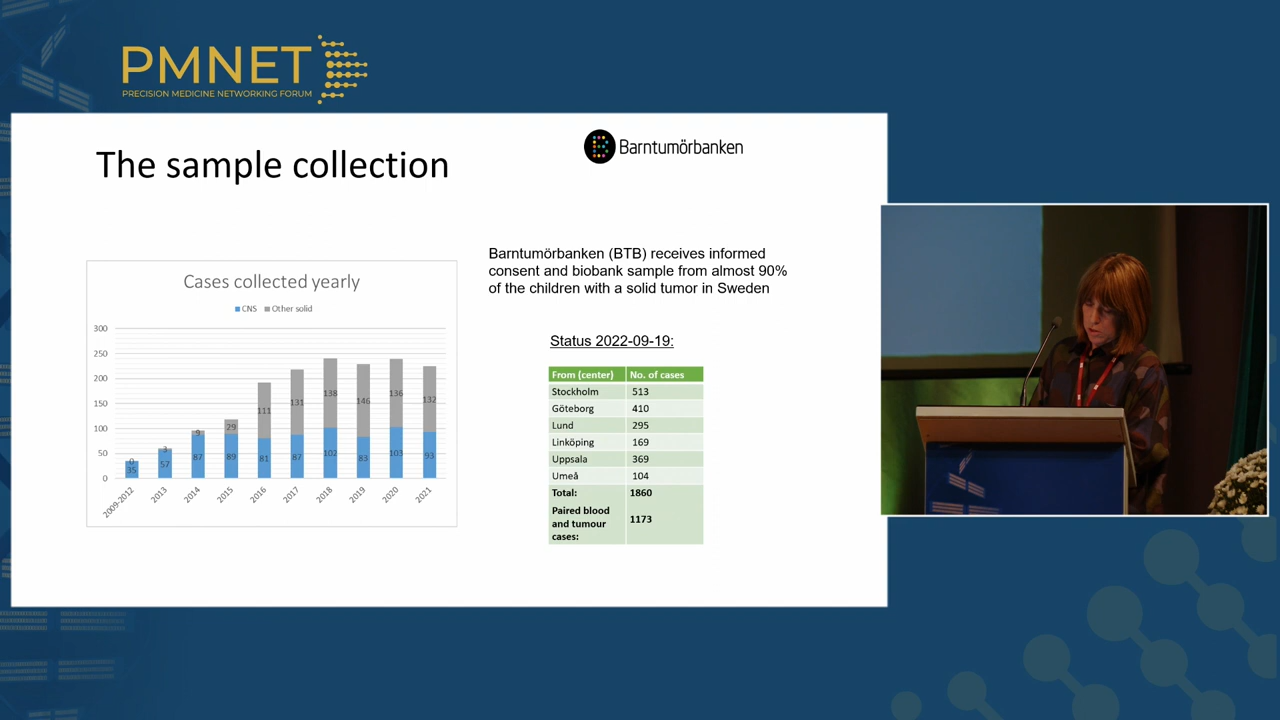 PMNET
PRECISION MEDICINE NETWORKING FORUM
The sample collection
Barntumörbanken
Cases collected yearly
CNS Other solid
300
250
200
150
100
50
0
0 3 9 29 111 131 138 146 136 132
35 57 87 89 81 87 102 83 103 93
2009-2012 2013 2014 2015 2016 2017 2018 2019 2020 2021
Barntumörbanken (BTB) receives informed
consent and biobank sample from almost 90%
of the children with a solid tumor in Sweden
Status 2022-09-19:
From (center) No. of cases
Stockholm 513
Göteborg 410
Lund 295
Linköping 169
Uppsala 369
Umeå 104
Total: 1860
Paired blood
and tumour 1173
cases: